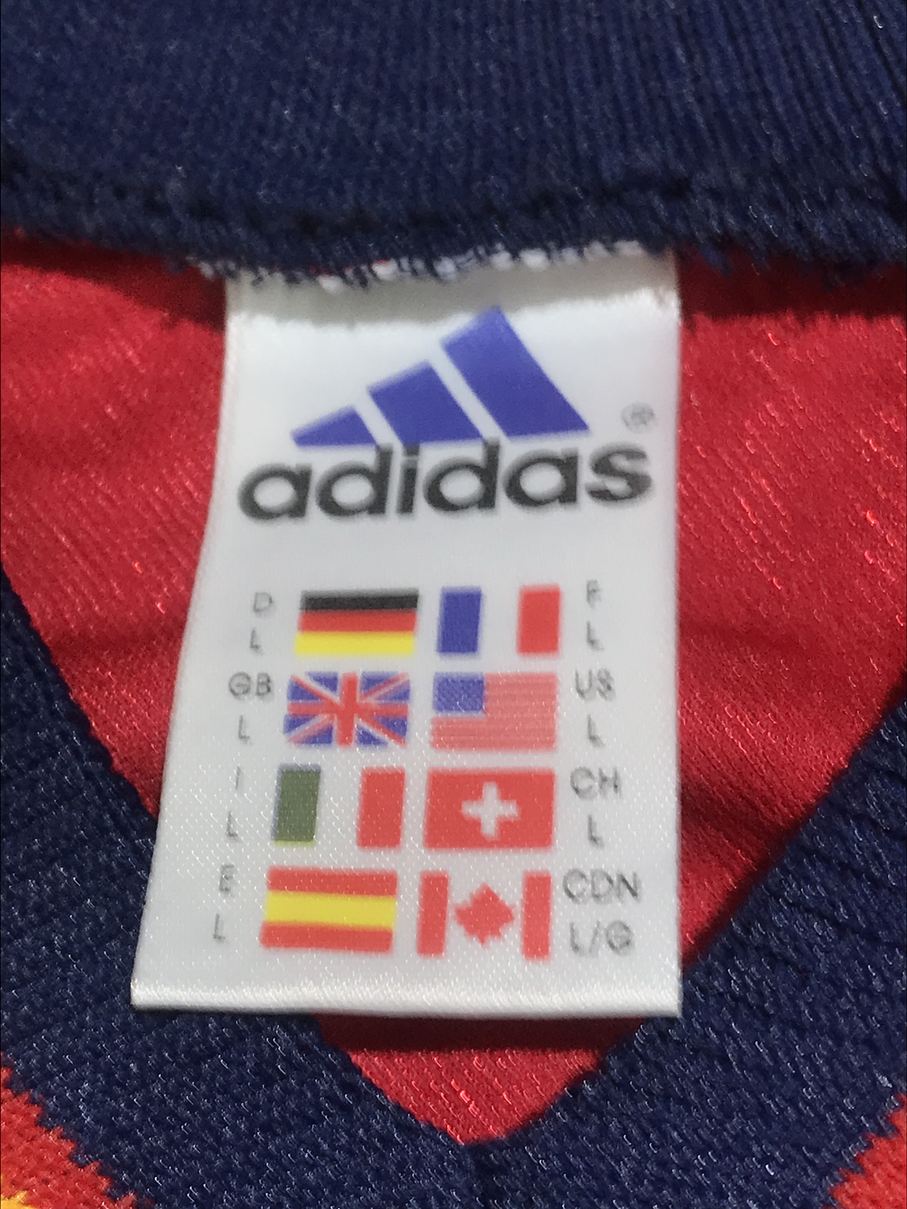 adidas®
D F
L L
GB US
L L
I CH
L L
E CDN
L L/G